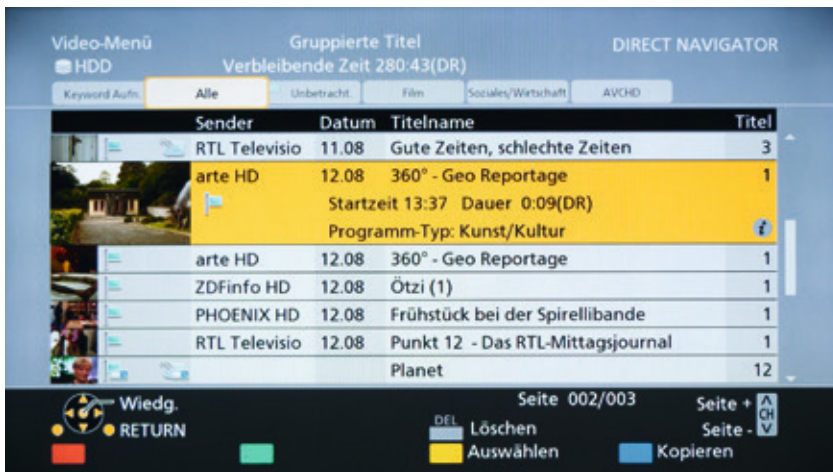 Video-Menü Gruppierte Titel DIRECT NAVIGATOR
HDD Verbleibende Zeit 280:43(DR)
Keyword Aufn. Alle Unbetracht. Film Soziales/Wirtschaft AVCHD
Sender Datum Titelname Titel
RTL Televisio 11.08 Gute Zeiten, schlechte Zeiten 3
arte HD 12.08 360° - Geo Reportage 1
Startzeit 13:37 Dauer 0:09(DR)
Programm-Typ: Kunst/Kultur i
arte HD 12.08 360° - Geo Reportage 1
ZDFinfo HD 12.08 Ötzi (1) 1
PHOENIX HD 12.08 Frühstück bei der Spirellibande 1
RTL Televisio 12.08 Punkt 12 - Das RTL-Mittagsjournal 1
Planet 12
Wiedg. Seite 002/003 Seite + CH
RETURN DEL Löschen Seite -
Auswählen Kopieren